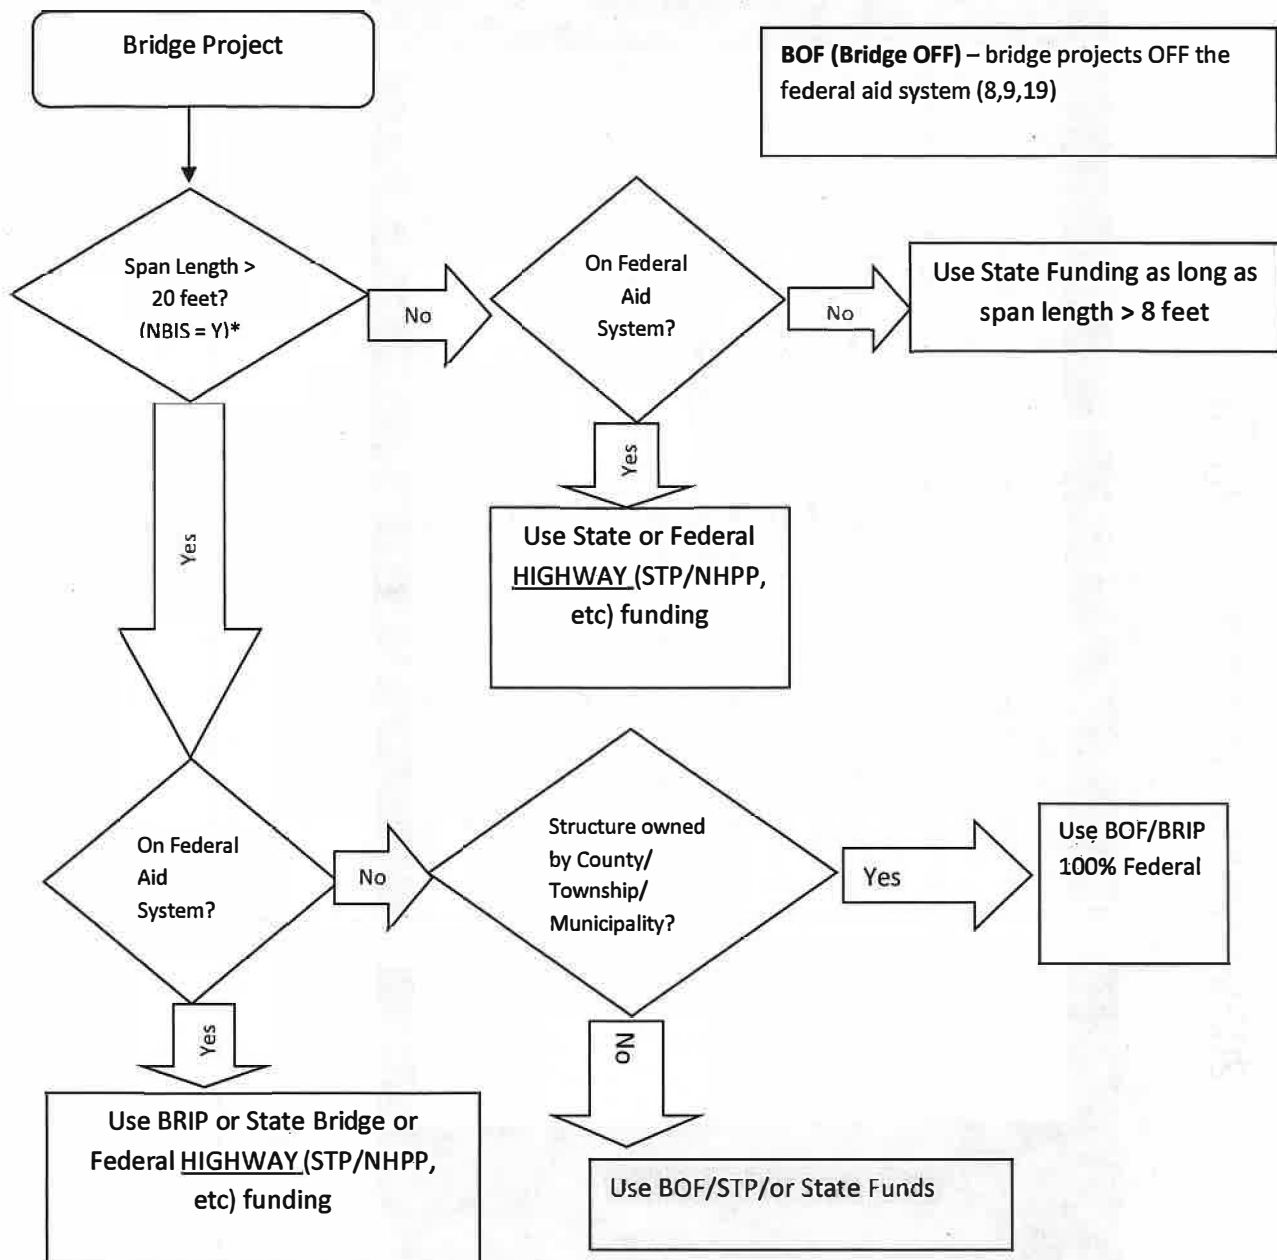 Bridge Project
BOF (Bridge OFF) – bridge projects OFF the
federal aid system (8,9,19)
Span Length >
20 feet?
(NBIS = Y)*
No
On Federal
Aid
System?
No
Use State Funding as long as
span length > 8 feet
Yes
Yes
Use State or Federal
HIGHWAY (STP/NHPP,
etc) funding
On Federal
Aid
System?
No
Structure owned
by County/
Township/
Municipality?
Yes
Use BOF/BRIP
100% Federal
Yes
No
Use BRIP or State Bridge or
Federal HIGHWAY (STP/NHPP,
etc) funding
Use BOF/STP/or State Funds